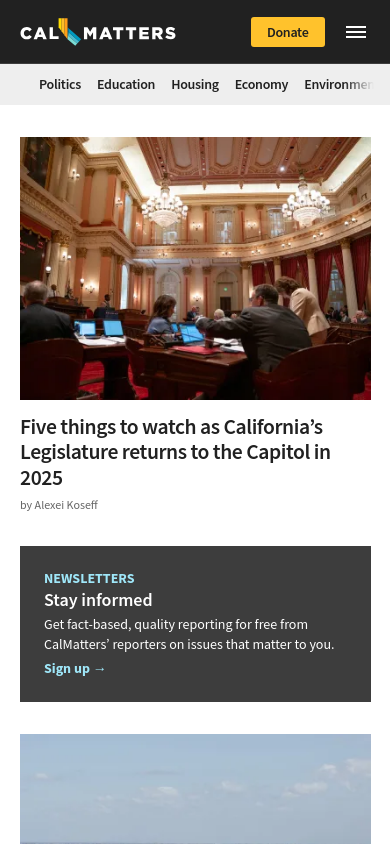 CAL MATTERS
Donate
Politics Education Housing Economy
Five things to watch as California’s
Legislature returns to the Capitol in
2025
by Alexei Koseff
NEWSLETTERS
Stay informed
Get fact-based, quality reporting for free from
CalMatters’ reporters on issues that matter to you.
Sign up →